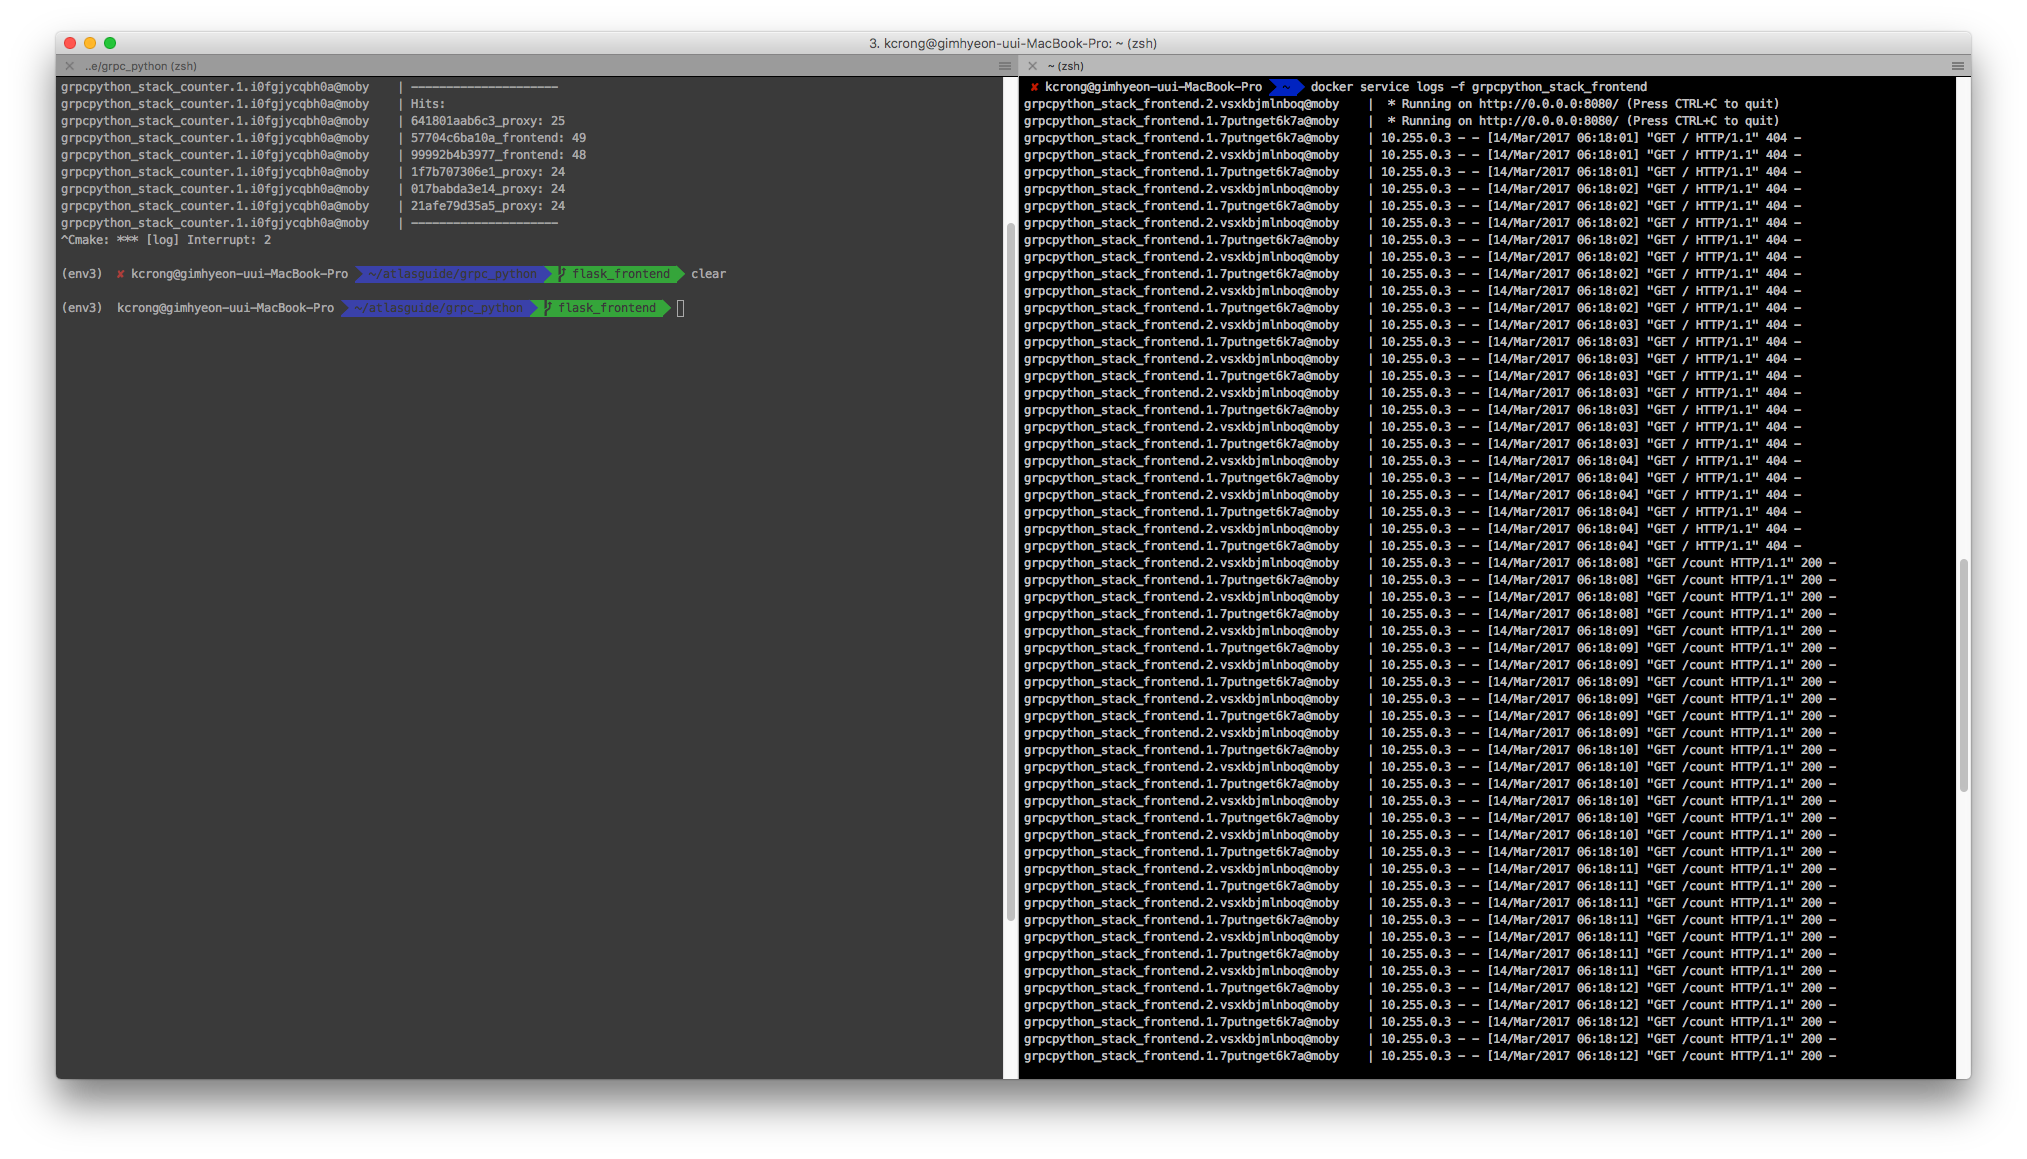 3. kcrong@gimhyeon-uui-MacBook-Pro: ~ (zsh)
..e/grpc_python (zsh)
grpcpython_stack_counter.1.i0fgjycqbh0a@moby    | ---------------------
grpcpython_stack_counter.1.i0fgjycqbh0a@moby    | Hits:
grpcpython_stack_counter.1.i0fgjycqbh0a@moby    | 641801aab6c3_proxy: 25
grpcpython_stack_counter.1.i0fgjycqbh0a@moby    | 57704c6ba10a_frontend: 49
grpcpython_stack_counter.1.i0fgjycqbh0a@moby    | 99992b4b3977_frontend: 48
grpcpython_stack_counter.1.i0fgjycqbh0a@moby    | 1f7b707306e1_proxy: 24
grpcpython_stack_counter.1.i0fgjycqbh0a@moby    | 017babda3e14_proxy: 24
grpcpython_stack_counter.1.i0fgjycqbh0a@moby    | 21afe79d35a5_proxy: 24
grpcpython_stack_counter.1.i0fgjycqbh0a@moby    | ---------------------
^Cmake: *** [log] Interrupt: 2
(env3)  ✘ kcrong@gimhyeon-uui-MacBook-Pro  ~/atlasguide/grpc_python  flask_frontend  clear
(env3)  kcrong@gimhyeon-uui-MacBook-Pro  ~/atlasguide/grpc_python  flask_frontend
~ (zsh)
✘ kcrong@gimhyeon-uui-MacBook-Pro  ~  docker service logs -f grpcpython_stack_frontend
grpcpython_stack_frontend.2.vsxkbjmlnboq@moby    |  * Running on http://0.0.0.0:8080/ (Press CTRL+C to quit)
grpcpython_stack_frontend.1.7putnget6k7a@moby    |  * Running on http://0.0.0.0:8080/ (Press CTRL+C to quit)
grpcpython_stack_frontend.1.7putnget6k7a@moby    | 10.255.0.3 - - [14/Mar/2017 06:18:01] "GET / HTTP/1.1" 404 -
grpcpython_stack_frontend.2.vsxkbjmlnboq@moby    | 10.255.0.3 - - [14/Mar/2017 06:18:01] "GET / HTTP/1.1" 404 -
grpcpython_stack_frontend.1.7putnget6k7a@moby    | 10.255.0.3 - - [14/Mar/2017 06:18:01] "GET / HTTP/1.1" 404 -
grpcpython_stack_frontend.2.vsxkbjmlnboq@moby    | 10.255.0.3 - - [14/Mar/2017 06:18:02] "GET / HTTP/1.1" 404 -
grpcpython_stack_frontend.1.7putnget6k7a@moby    | 10.255.0.3 - - [14/Mar/2017 06:18:02] "GET / HTTP/1.1" 404 -
grpcpython_stack_frontend.2.vsxkbjmlnboq@moby    | 10.255.0.3 - - [14/Mar/2017 06:18:02] "GET / HTTP/1.1" 404 -
grpcpython_stack_frontend.1.7putnget6k7a@moby    | 10.255.0.3 - - [14/Mar/2017 06:18:02] "GET / HTTP/1.1" 404 -
grpcpython_stack_frontend.2.vsxkbjmlnboq@moby    | 10.255.0.3 - - [14/Mar/2017 06:18:02] "GET / HTTP/1.1" 404 -
grpcpython_stack_frontend.1.7putnget6k7a@moby    | 10.255.0.3 - - [14/Mar/2017 06:18:02] "GET / HTTP/1.1" 404 -
grpcpython_stack_frontend.2.vsxkbjmlnboq@moby    | 10.255.0.3 - - [14/Mar/2017 06:18:02] "GET / HTTP/1.1" 404 -
grpcpython_stack_frontend.1.7putnget6k7a@moby    | 10.255.0.3 - - [14/Mar/2017 06:18:02] "GET / HTTP/1.1" 404 -
grpcpython_stack_frontend.2.vsxkbjmlnboq@moby    | 10.255.0.3 - - [14/Mar/2017 06:18:03] "GET / HTTP/1.1" 404 -
grpcpython_stack_frontend.1.7putnget6k7a@moby    | 10.255.0.3 - - [14/Mar/2017 06:18:03] "GET / HTTP/1.1" 404 -
grpcpython_stack_frontend.2.vsxkbjmlnboq@moby    | 10.255.0.3 - - [14/Mar/2017 06:18:03] "GET / HTTP/1.1" 404 -
grpcpython_stack_frontend.1.7putnget6k7a@moby    | 10.255.0.3 - - [14/Mar/2017 06:18:03] "GET / HTTP/1.1" 404 -
grpcpython_stack_frontend.2.vsxkbjmlnboq@moby    | 10.255.0.3 - - [14/Mar/2017 06:18:03] "GET / HTTP/1.1" 404 -
grpcpython_stack_frontend.1.7putnget6k7a@moby    | 10.255.0.3 - - [14/Mar/2017 06:18:03] "GET / HTTP/1.1" 404 -
grpcpython_stack_frontend.2.vsxkbjmlnboq@moby    | 10.255.0.3 - - [14/Mar/2017 06:18:03] "GET / HTTP/1.1" 404 -
grpcpython_stack_frontend.1.7putnget6k7a@moby    | 10.255.0.3 - - [14/Mar/2017 06:18:03] "GET / HTTP/1.1" 404 -
grpcpython_stack_frontend.2.vsxkbjmlnboq@moby    | 10.255.0.3 - - [14/Mar/2017 06:18:04] "GET / HTTP/1.1" 404 -
grpcpython_stack_frontend.1.7putnget6k7a@moby    | 10.255.0.3 - - [14/Mar/2017 06:18:04] "GET / HTTP/1.1" 404 -
grpcpython_stack_frontend.2.vsxkbjmlnboq@moby    | 10.255.0.3 - - [14/Mar/2017 06:18:04] "GET / HTTP/1.1" 404 -
grpcpython_stack_frontend.1.7putnget6k7a@moby    | 10.255.0.3 - - [14/Mar/2017 06:18:04] "GET / HTTP/1.1" 404 -
grpcpython_stack_frontend.2.vsxkbjmlnboq@moby    | 10.255.0.3 - - [14/Mar/2017 06:18:04] "GET / HTTP/1.1" 404 -
grpcpython_stack_frontend.1.7putnget6k7a@moby    | 10.255.0.3 - - [14/Mar/2017 06:18:04] "GET / HTTP/1.1" 404 -
grpcpython_stack_frontend.2.vsxkbjmlnboq@moby    | 10.255.0.3 - - [14/Mar/2017 06:18:08] "GET /count HTTP/1.1" 200 -
grpcpython_stack_frontend.1.7putnget6k7a@moby    | 10.255.0.3 - - [14/Mar/2017 06:18:08] "GET /count HTTP/1.1" 200 -
grpcpython_stack_frontend.2.vsxkbjmlnboq@moby    | 10.255.0.3 - - [14/Mar/2017 06:18:08] "GET /count HTTP/1.1" 200 -
grpcpython_stack_frontend.1.7putnget6k7a@moby    | 10.255.0.3 - - [14/Mar/2017 06:18:08] "GET /count HTTP/1.1" 200 -
grpcpython_stack_frontend.2.vsxkbjmlnboq@moby    | 10.255.0.3 - - [14/Mar/2017 06:18:09] "GET /count HTTP/1.1" 200 -
grpcpython_stack_frontend.1.7putnget6k7a@moby    | 10.255.0.3 - - [14/Mar/2017 06:18:09] "GET /count HTTP/1.1" 200 -
grpcpython_stack_frontend.2.vsxkbjmlnboq@moby    | 10.255.0.3 - - [14/Mar/2017 06:18:09] "GET /count HTTP/1.1" 200 -
grpcpython_stack_frontend.1.7putnget6k7a@moby    | 10.255.0.3 - - [14/Mar/2017 06:18:09] "GET /count HTTP/1.1" 200 -
grpcpython_stack_frontend.2.vsxkbjmlnboq@moby    | 10.255.0.3 - - [14/Mar/2017 06:18:09] "GET /count HTTP/1.1" 200 -
grpcpython_stack_frontend.1.7putnget6k7a@moby    | 10.255.0.3 - - [14/Mar/2017 06:18:09] "GET /count HTTP/1.1" 200 -
grpcpython_stack_frontend.2.vsxkbjmlnboq@moby    | 10.255.0.3 - - [14/Mar/2017 06:18:09] "GET /count HTTP/1.1" 200 -
grpcpython_stack_frontend.1.7putnget6k7a@moby    | 10.255.0.3 - - [14/Mar/2017 06:18:10] "GET /count HTTP/1.1" 200 -
grpcpython_stack_frontend.2.vsxkbjmlnboq@moby    | 10.255.0.3 - - [14/Mar/2017 06:18:10] "GET /count HTTP/1.1" 200 -
grpcpython_stack_frontend.1.7putnget6k7a@moby    | 10.255.0.3 - - [14/Mar/2017 06:18:10] "GET /count HTTP/1.1" 200 -
grpcpython_stack_frontend.2.vsxkbjmlnboq@moby    | 10.255.0.3 - - [14/Mar/2017 06:18:10] "GET /count HTTP/1.1" 200 -
grpcpython_stack_frontend.1.7putnget6k7a@moby    | 10.255.0.3 - - [14/Mar/2017 06:18:10] "GET /count HTTP/1.1" 200 -
grpcpython_stack_frontend.2.vsxkbjmlnboq@moby    | 10.255.0.3 - - [14/Mar/2017 06:18:10] "GET /count HTTP/1.1" 200 -
grpcpython_stack_frontend.1.7putnget6k7a@moby    | 10.255.0.3 - - [14/Mar/2017 06:18:10] "GET /count HTTP/1.1" 200 -
grpcpython_stack_frontend.2.vsxkbjmlnboq@moby    | 10.255.0.3 - - [14/Mar/2017 06:18:11] "GET /count HTTP/1.1" 200 -
grpcpython_stack_frontend.1.7putnget6k7a@moby    | 10.255.0.3 - - [14/Mar/2017 06:18:11] "GET /count HTTP/1.1" 200 -
grpcpython_stack_frontend.2.vsxkbjmlnboq@moby    | 10.255.0.3 - - [14/Mar/2017 06:18:11] "GET /count HTTP/1.1" 200 -
grpcpython_stack_frontend.1.7putnget6k7a@moby    | 10.255.0.3 - - [14/Mar/2017 06:18:11] "GET /count HTTP/1.1" 200 -
grpcpython_stack_frontend.2.vsxkbjmlnboq@moby    | 10.255.0.3 - - [14/Mar/2017 06:18:11] "GET /count HTTP/1.1" 200 -
grpcpython_stack_frontend.1.7putnget6k7a@moby    | 10.255.0.3 - - [14/Mar/2017 06:18:11] "GET /count HTTP/1.1" 200 -
grpcpython_stack_frontend.2.vsxkbjmlnboq@moby    | 10.255.0.3 - - [14/Mar/2017 06:18:11] "GET /count HTTP/1.1" 200 -
grpcpython_stack_frontend.1.7putnget6k7a@moby    | 10.255.0.3 - - [14/Mar/2017 06:18:12] "GET /count HTTP/1.1" 200 -
grpcpython_stack_frontend.2.vsxkbjmlnboq@moby    | 10.255.0.3 - - [14/Mar/2017 06:18:12] "GET /count HTTP/1.1" 200 -
grpcpython_stack_frontend.1.7putnget6k7a@moby    | 10.255.0.3 - - [14/Mar/2017 06:18:12] "GET /count HTTP/1.1" 200 -
grpcpython_stack_frontend.2.vsxkbjmlnboq@moby    | 10.255.0.3 - - [14/Mar/2017 06:18:12] "GET /count HTTP/1.1" 200 -
grpcpython_stack_frontend.1.7putnget6k7a@moby    | 10.255.0.3 - - [14/Mar/2017 06:18:12] "GET /count HTTP/1.1" 200 -